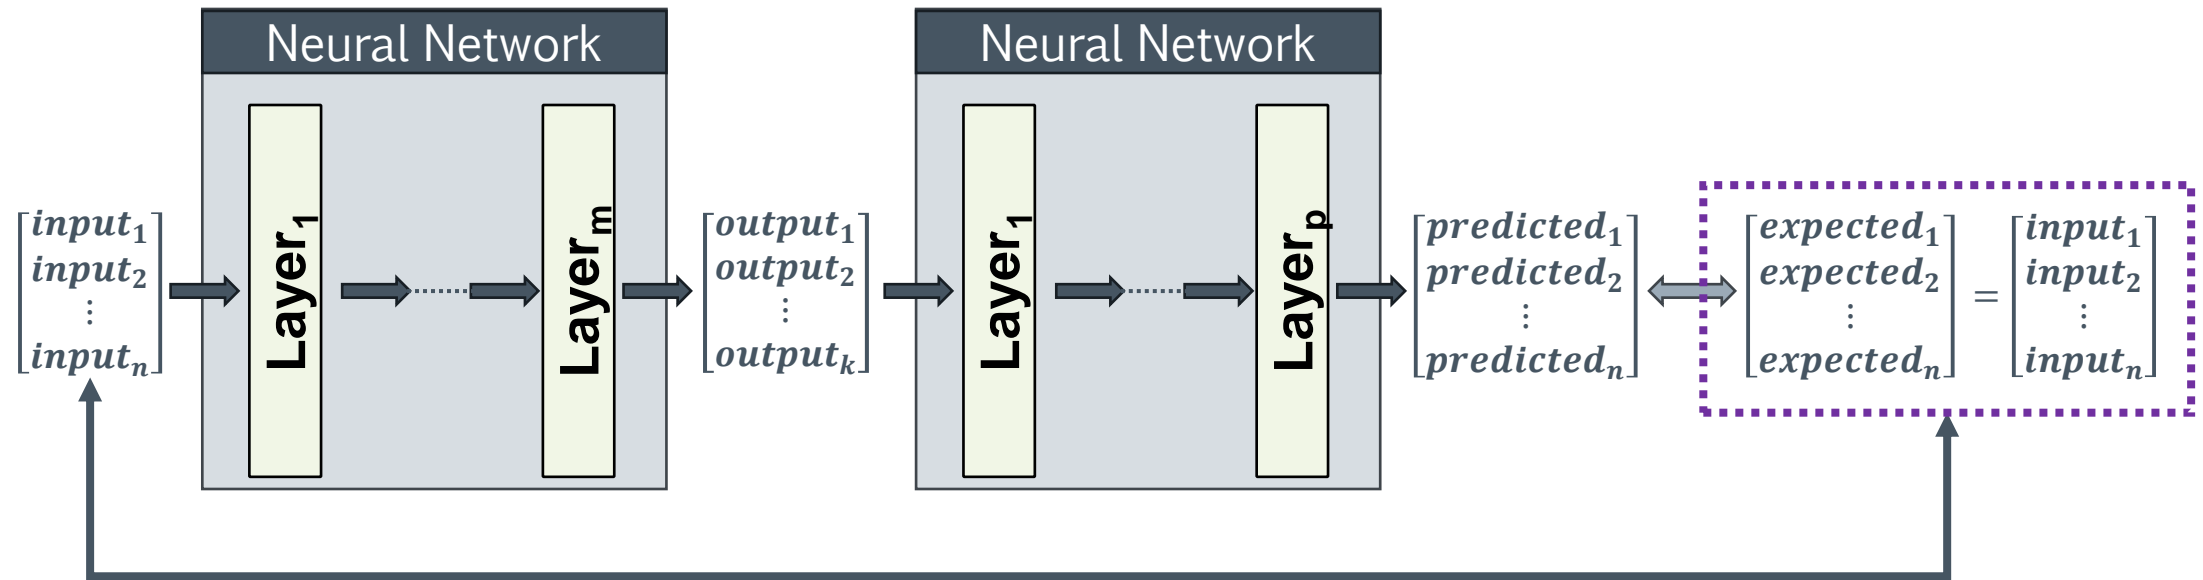 Neural Network
Neural Network
input₁
input₂
⋮
inputₙ
Layer₁
Layerₘ
output₁
output₂
⋮
outputₖ
Layer₁
Layerₚ
predicted₁
predicted₂
⋮
predictedₙ
expected₁
expected₂
⋮
expectedₙ
=
input₁
input₂
⋮
inputₙ